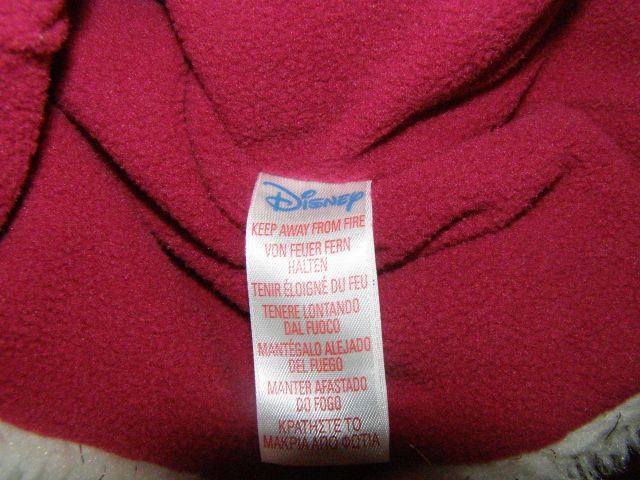 Disney
KEEP AWAY FROM FIRE
VON FEUER FERN
HALTEN
TENIR ÉLOIGNÉ DU FEU :
TENERE LONTANDO
DAL FUOCO
MANTÉGALO ALEJADO
DEL FUEGO
MANTER AFASTADO
DO FOGO
ΚΡΑΤΗΣΤΕ ΤΟ
ΜΑΚΡΙΑ ΑΠΟ ΦΩΤΙΑ